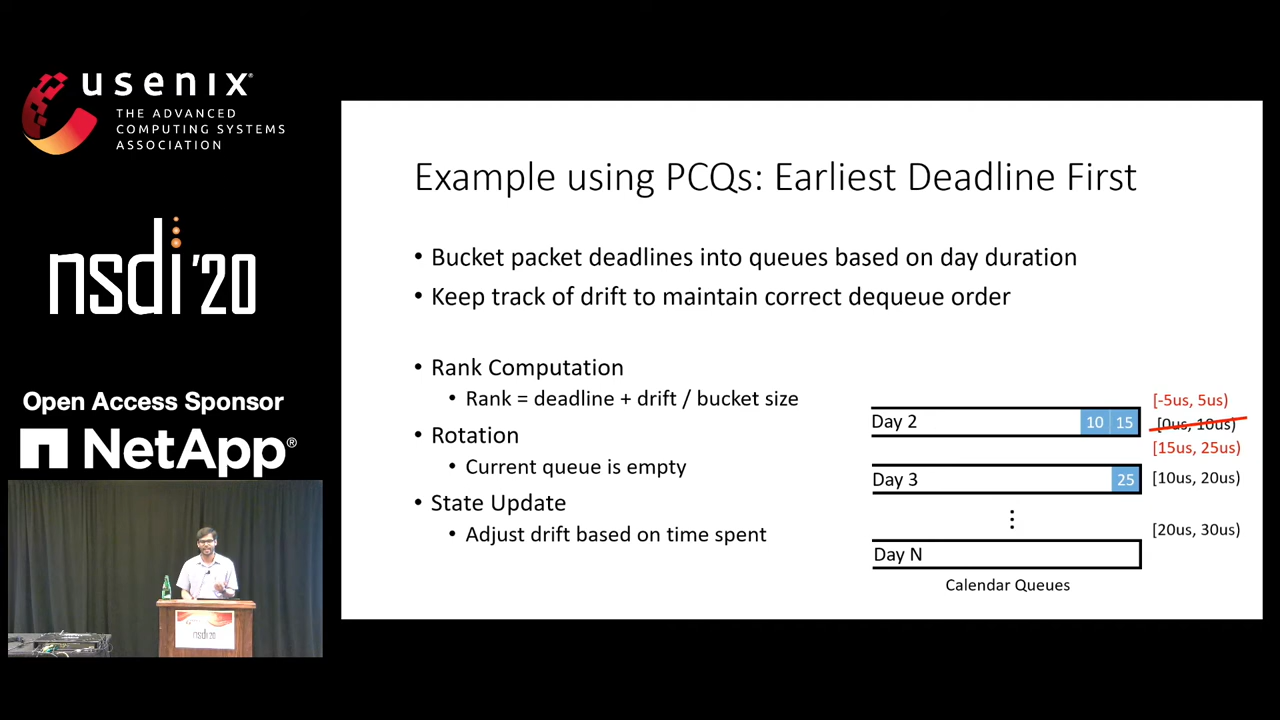 usenix®
THE ADVANCED
COMPUTING SYSTEMS
ASSOCIATION
nsdi '20
Open Access Sponsor
NetApp®
Example using PCQs: Earliest Deadline First
• Bucket packet deadlines into queues based on day duration
• Keep track of drift to maintain correct dequeue order
• Rank Computation
• Rank = deadline + drift / bucket size
• Rotation
• Current queue is empty
• State Update
• Adjust drift based on time spent
[-5us, 5us)
Day 2 10 15 [0us, 10us)
[15us, 25us)
Day 3 25 [10us, 20us)
[20us, 30us)
Day N
Calendar Queues
nsdi'20